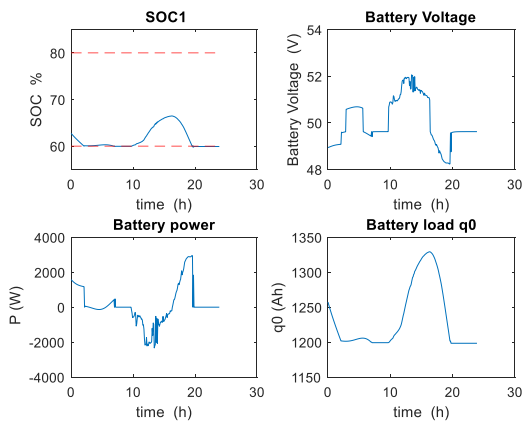 SOC1
80
70
60
SOC %
0 10 20 30
time (h)
Battery Voltage
54
52
50
48
Battery Voltage (V)
0 10 20 30
time (h)
Battery power
4000
2000
0
-2000
-4000
P (W)
0 10 20 30
time (h)
Battery load q0
1350
1300
1250
1200
1150
q0 (Ah)
0 10 20 30
time (h)